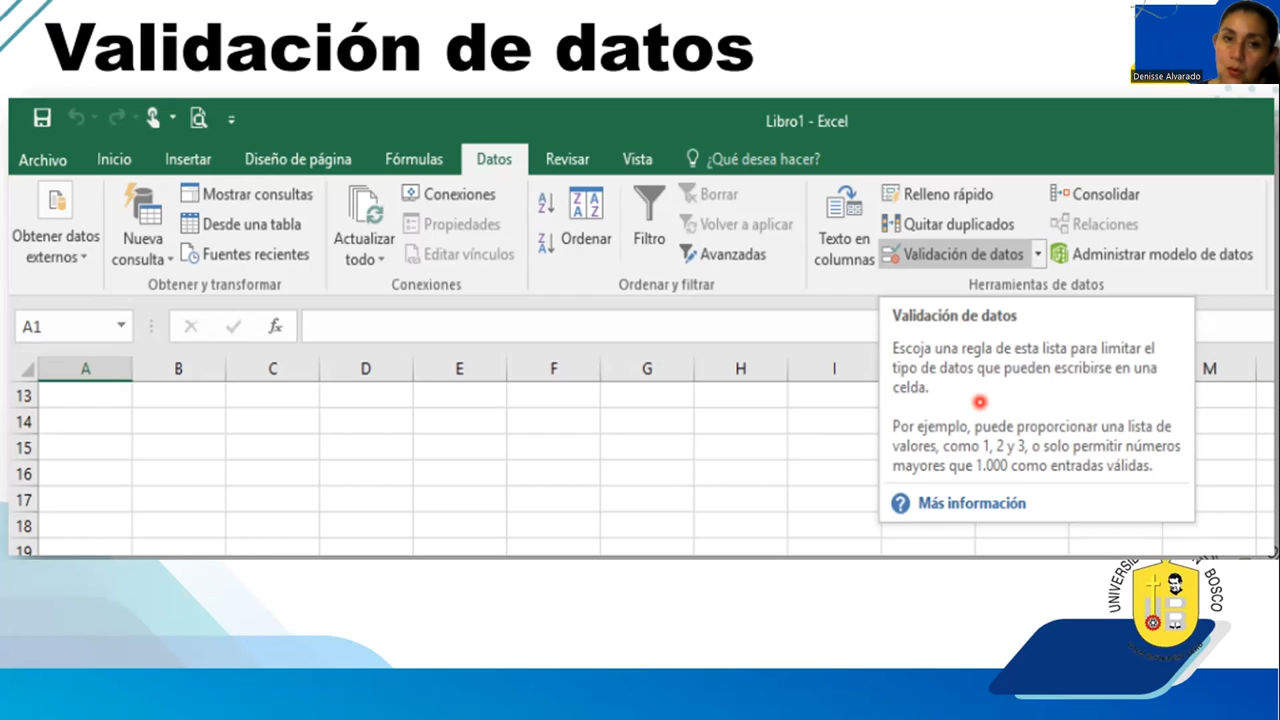 Validación de datos
Denisse Alvarado
Libro1 - Excel
Archivo Inicio Insertar Diseño de página Fórmulas Datos Revisar Vista ¿Qué desea hacer?
Obtener datos externos
Nueva consulta
Mostrar consultas
Desde una tabla
Fuentes recientes
Obtener y transformar
Actualizar todo
Conexiones
Propiedades
Editar vínculos
Conexiones
Ordenar
Filtro
Borrar
Volver a aplicar
Avanzadas
Ordenar y filtrar
Texto en columnas
Relleno rápido
Quitar duplicados
Validación de datos
Consolidar
Relaciones
Administrar modelo de datos
Herramientas de datos
A1
fx
A B C D E F G H I M
13
14
15
16
17
18
19
Validación de datos
Escoja una regla de esta lista para limitar el
tipo de datos que pueden escribirse en una
celda.
Por ejemplo, puede proporcionar una lista de
valores, como 1, 2 y 3, o solo permitir números
mayores que 1.000 como entradas válidas.
Más información
BOSCO